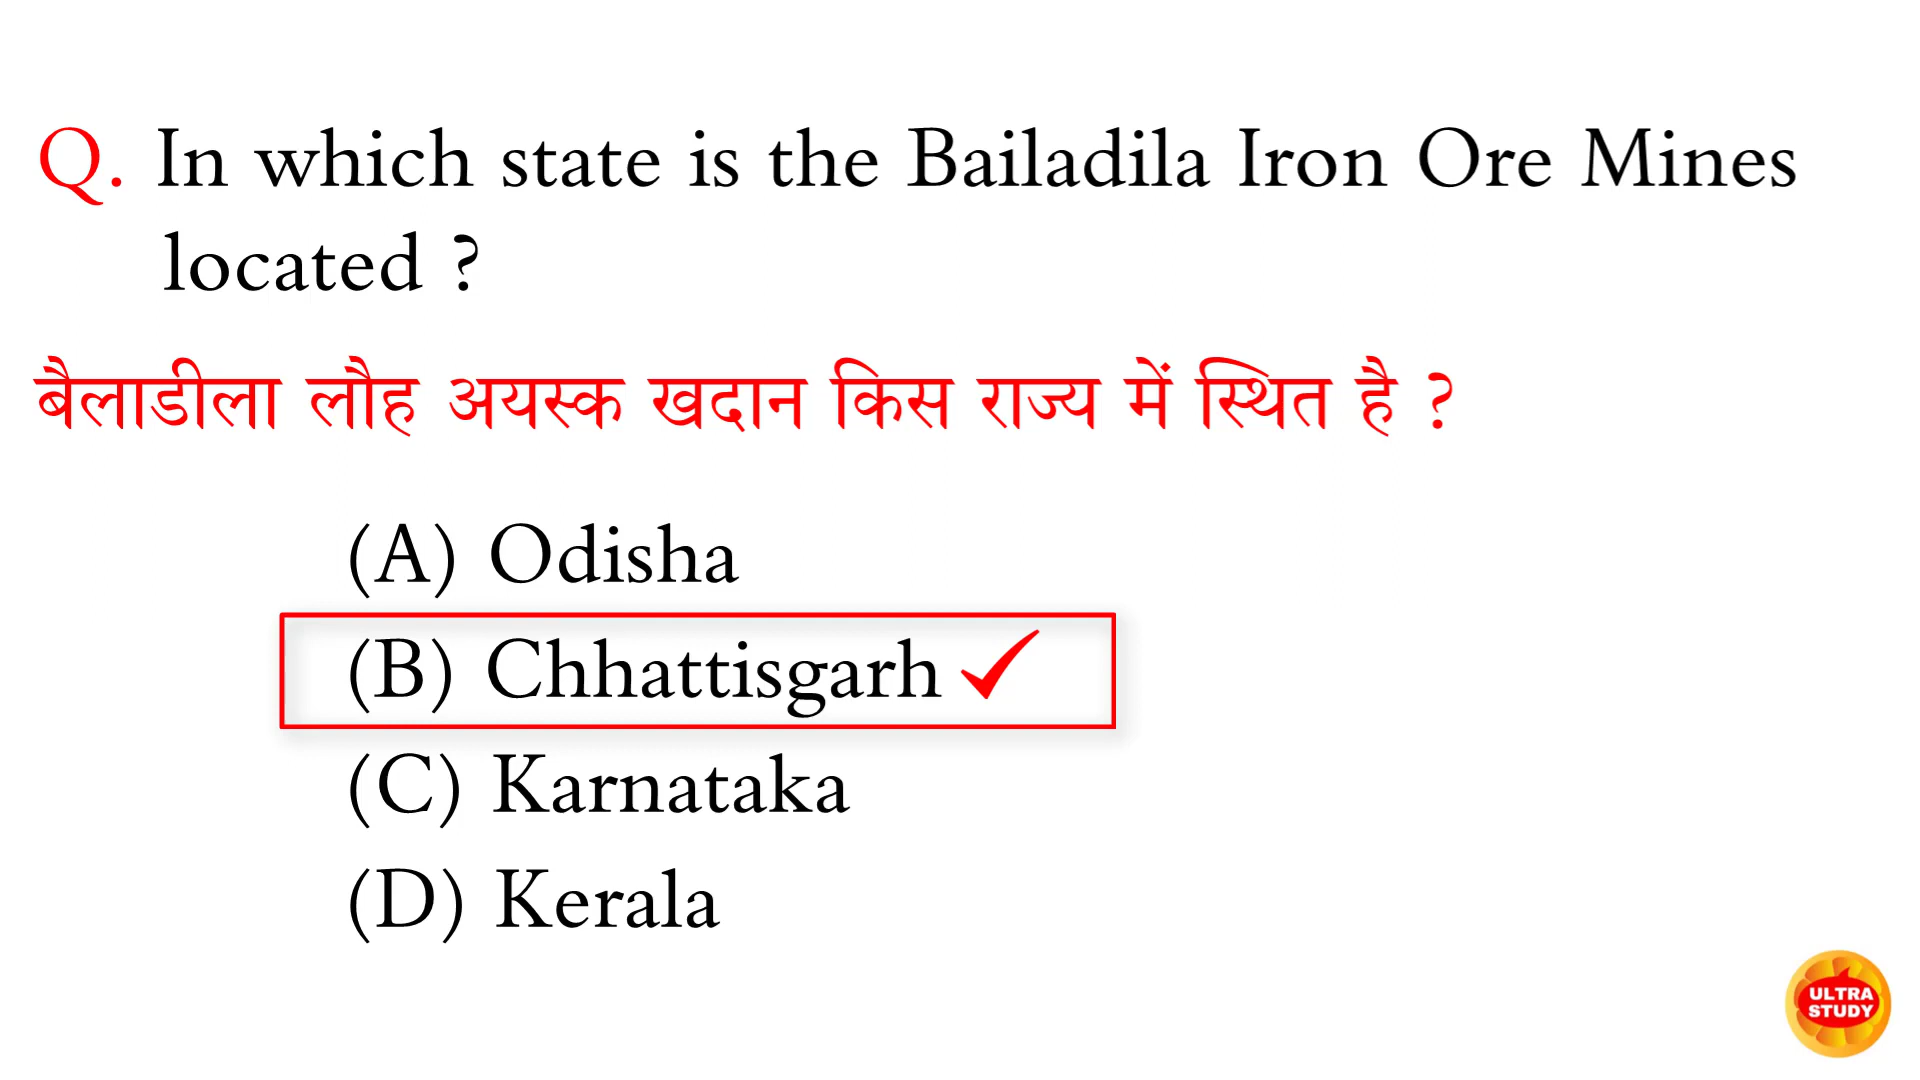 Q. In which state is the Bailadila Iron Ore Mines
located ?
बैलाडीला लौह अयस्क खदान किस राज्य में स्थित है ?
(A) Odisha
(B) Chhattisgarh ✓
(C) Karnataka
(D) Kerala
ULTRA
STUDY